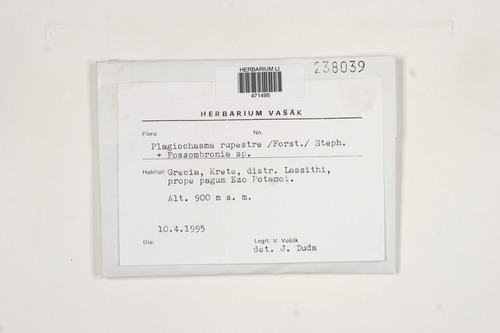 HERBARIUM LI
471495
238039
HERBARIUM VAŠÁK
Flora No.
Plagiochasma rupestre /Forst./ Steph.
+ Fossombronia sp.
Habitat: Grecia, Krete, distr. Lassithi,
prope pagum Ezo Potamoi.
Alt. 900 m s. m.
10.4.1995
Die: Legit: V. Vašák
det. J. Duda